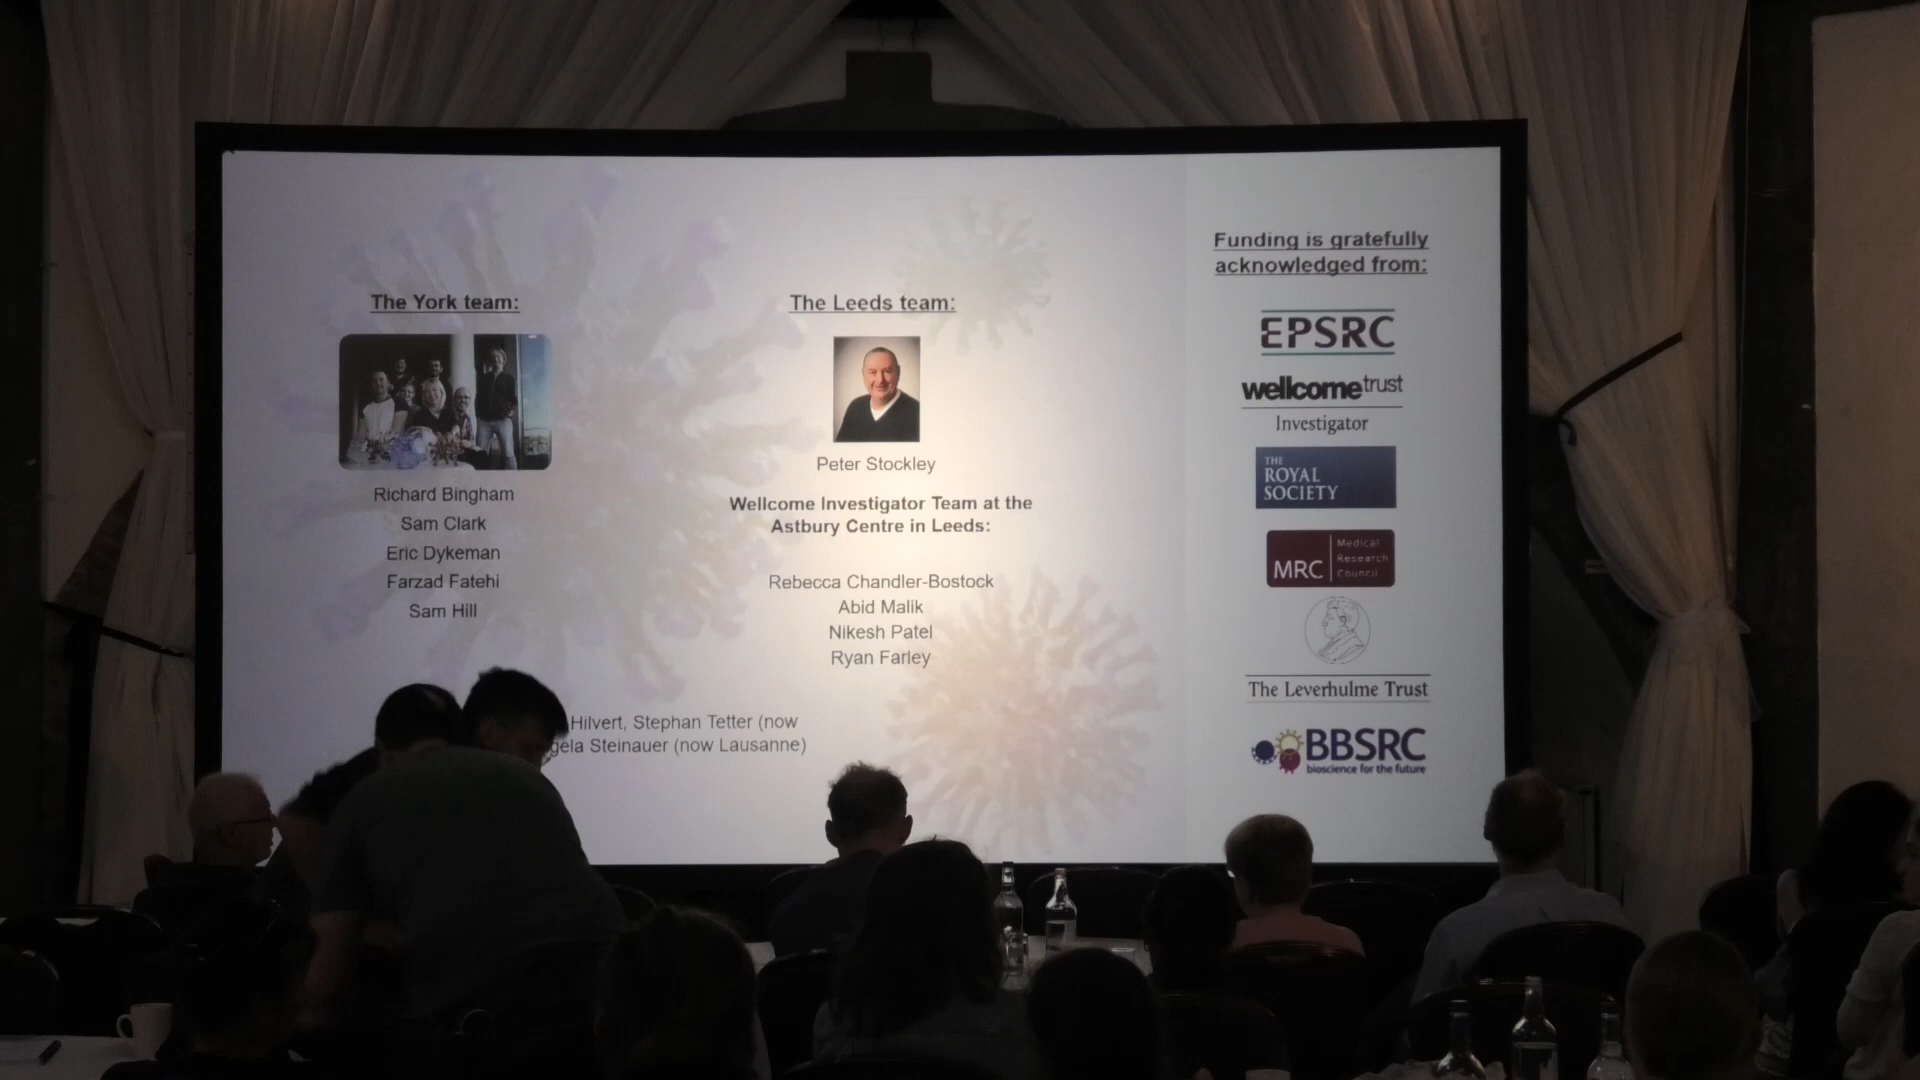 The York team:
Richard Bingham
Sam Clark
Eric Dykeman
Farzad Fatehi
Sam Hill
The Leeds team:
Peter Stockley
Wellcome Investigator Team at the
Astbury Centre in Leeds:
Rebecca Chandler-Bostock
Abid Malik
Nikesh Patel
Ryan Farley
Hilvert, Stephan Tetter (now
Steinauer (now Lausanne)
Funding is gratefully
acknowledged from:
EPSRC
wellcometrust
Investigator
THE
ROYAL
SOCIETY
MRC
Medical
Research
Council
The Leverhulme Trust
BBSRC
bioscience for the future